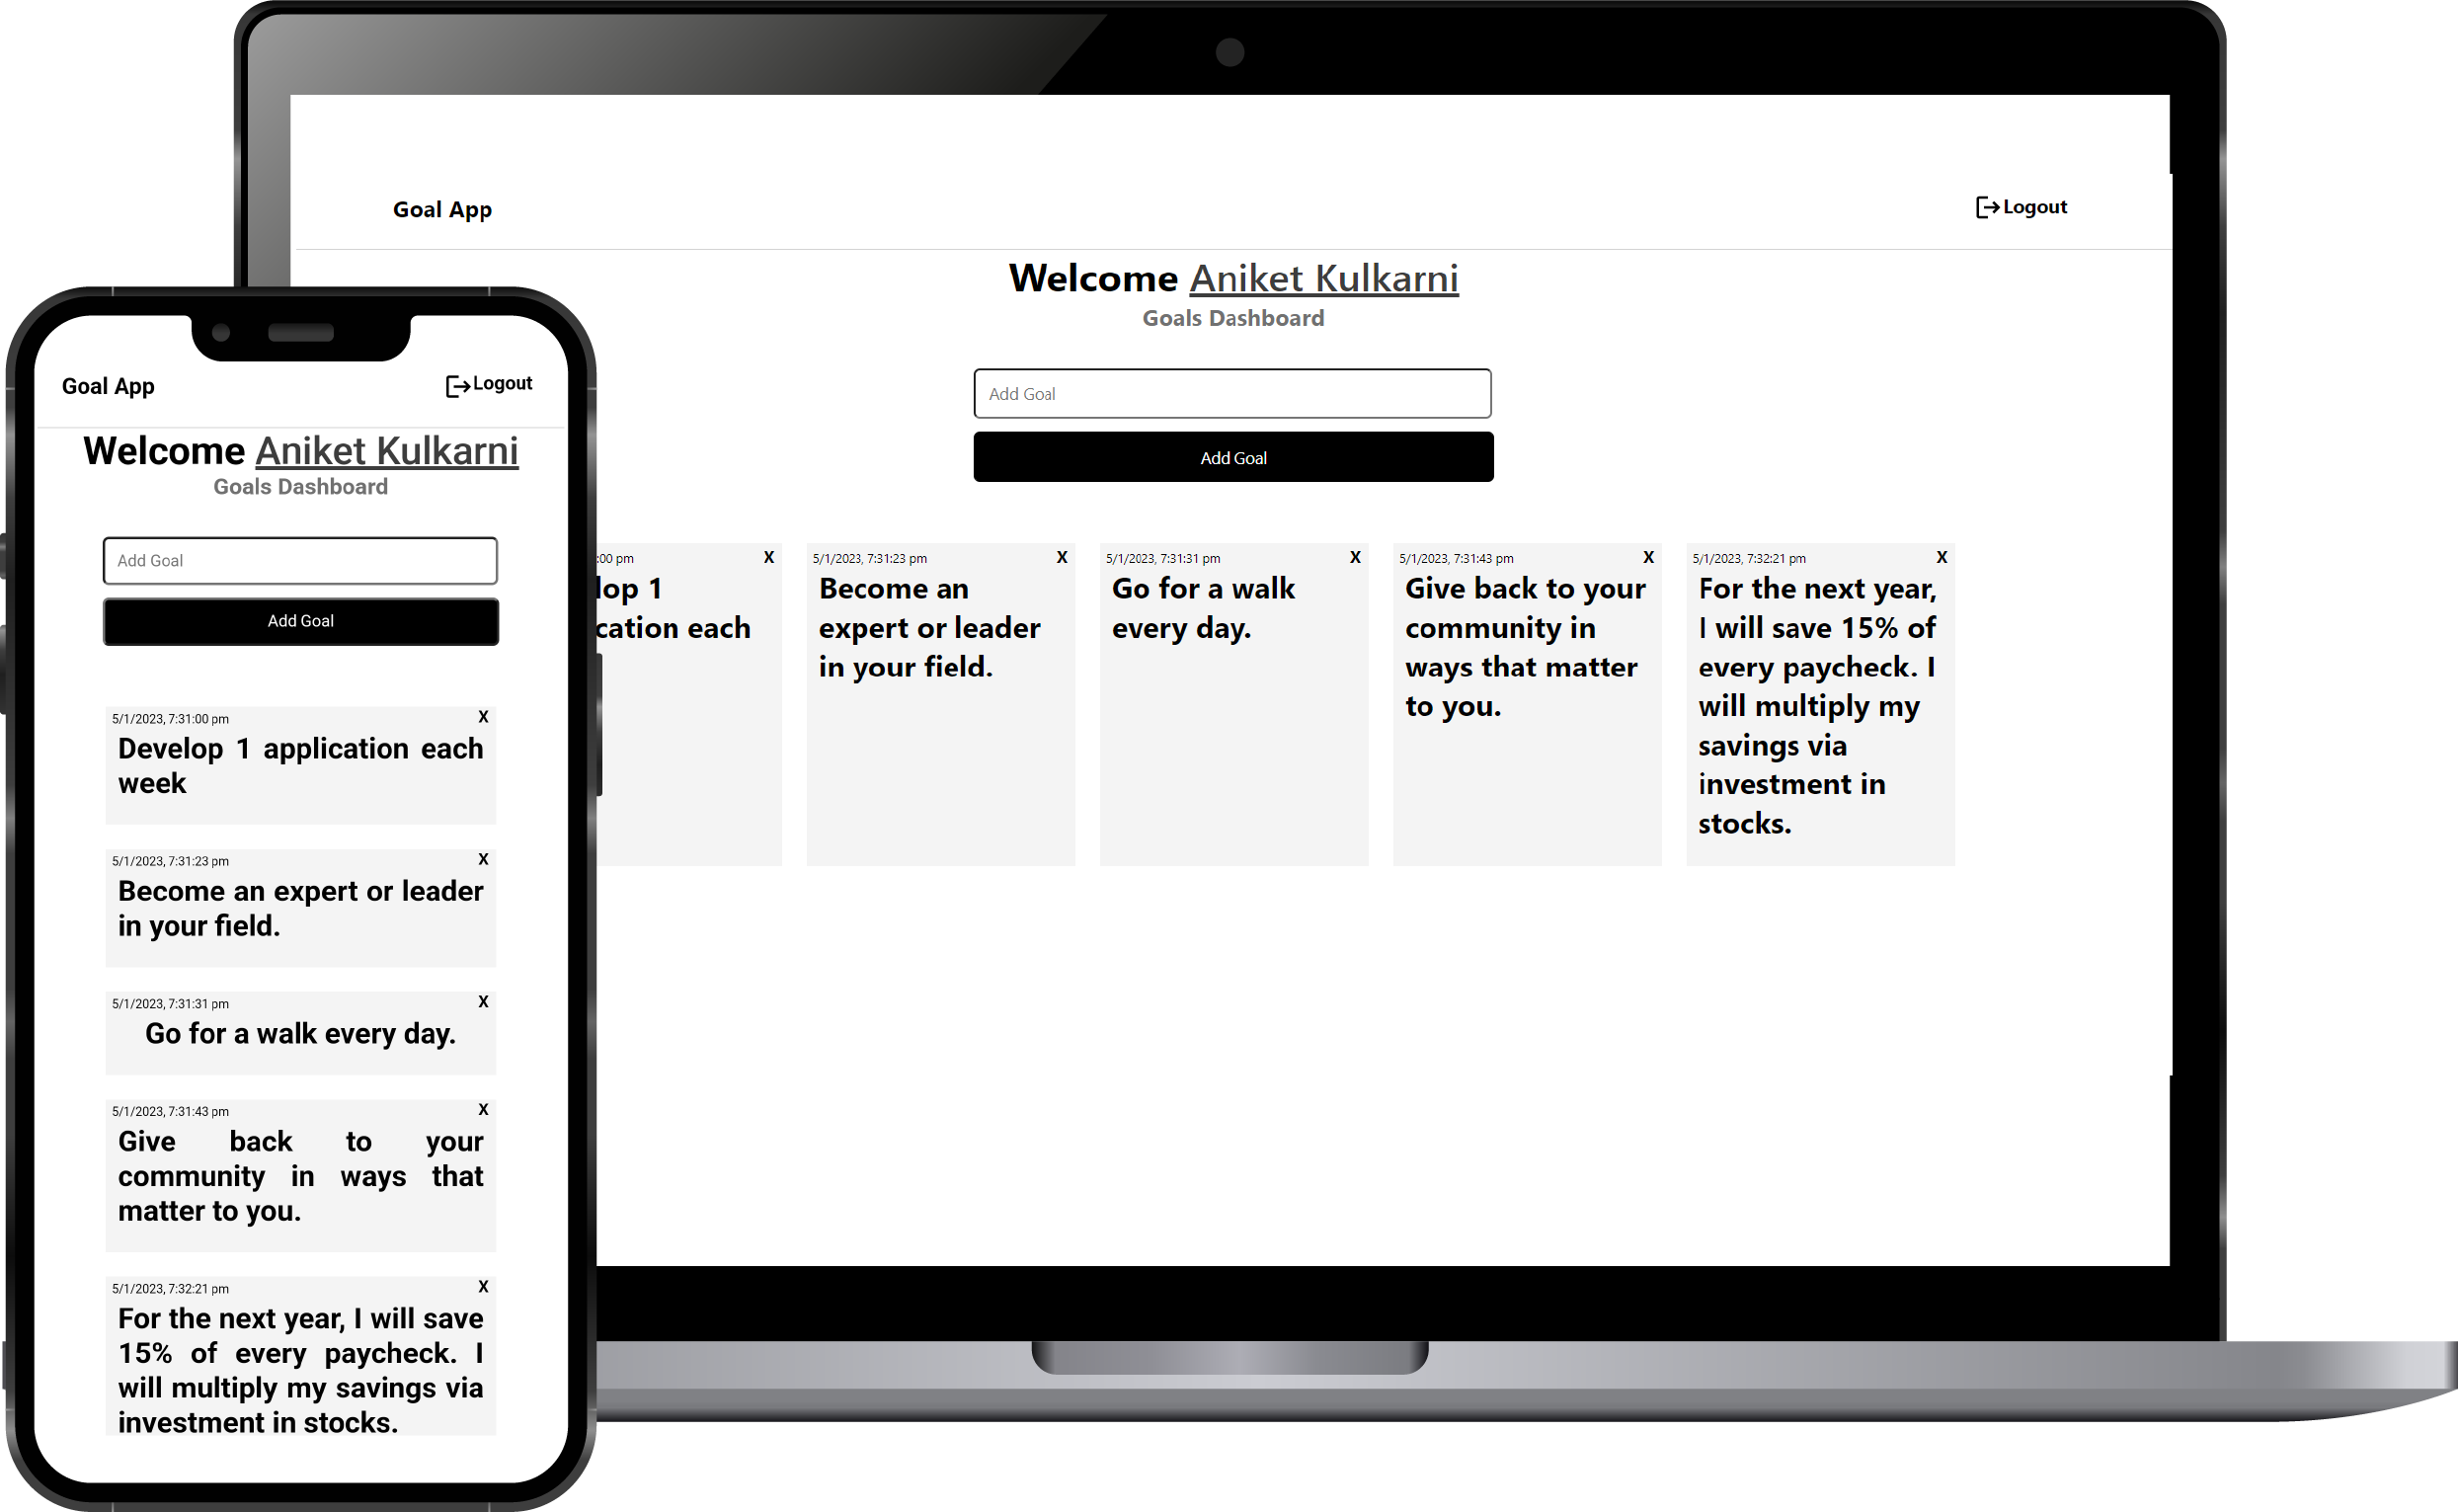 Goal App
Logout
Welcome Aniket Kulkarni
Goals Dashboard
Add Goal
Add Goal
:00 pm X
lop 1
cation each
5/1/2023, 7:31:23 pm X
Become an
expert or leader
in your field.
5/1/2023, 7:31:31 pm X
Go for a walk
every day.
5/1/2023, 7:31:43 pm X
Give back to your
community in
ways that matter
to you.
5/1/2023, 7:32:21 pm X
For the next year,
I will save 15% of
every paycheck. I
will multiply my
savings via
investment in
stocks.
Goal App
Logout
Welcome Aniket Kulkarni
Goals Dashboard
Add Goal
Add Goal
5/1/2023, 7:31:00 pm X
Develop 1 application each
week
5/1/2023, 7:31:23 pm X
Become an expert or leader
in your field.
5/1/2023, 7:31:31 pm X
Go for a walk every day.
5/1/2023, 7:31:43 pm X
Give back to your
community in ways that
matter to you.
5/1/2023, 7:32:21 pm X
For the next year, I will save
15% of every paycheck. I
will multiply my savings via
investment in stocks.